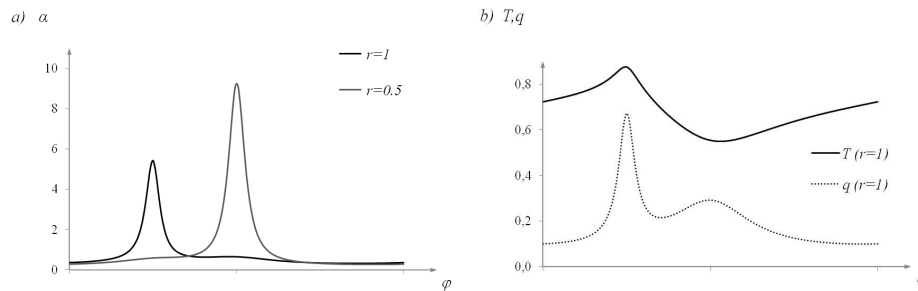 a) α
b) T,q
r=1
r=0.5
10
8
6
4
2
0
φ
0,8
0,6
0,4
0,2
0,0
T (r=1)
q (r=1)